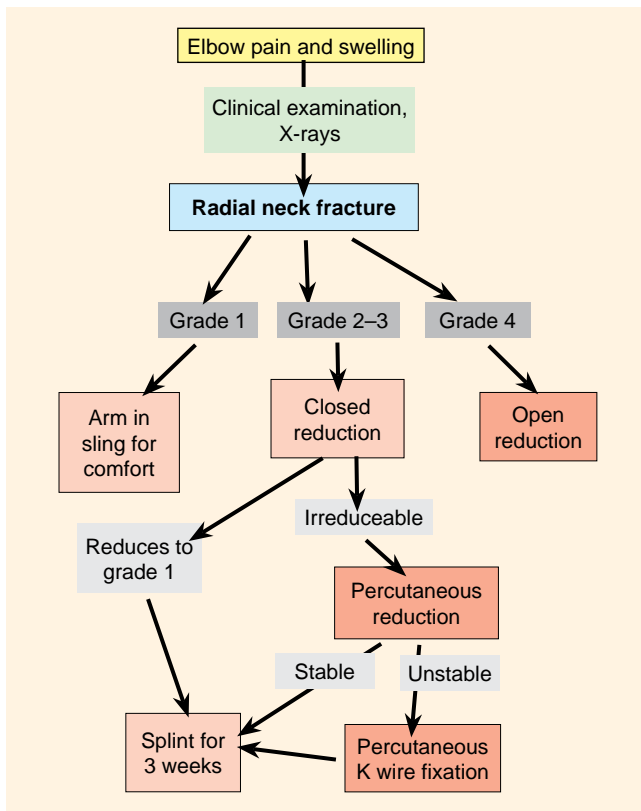 Elbow pain and swelling
Clinical examination,
X-rays
Radial neck fracture
Grade 1
Grade 2–3
Grade 4
Arm in
sling for
comfort
Closed
reduction
Open
reduction
Irreduceable
Reduces to
grade 1
Percutaneous
reduction
Stable
Unstable
Splint for
3 weeks
Percutaneous
K wire fixation